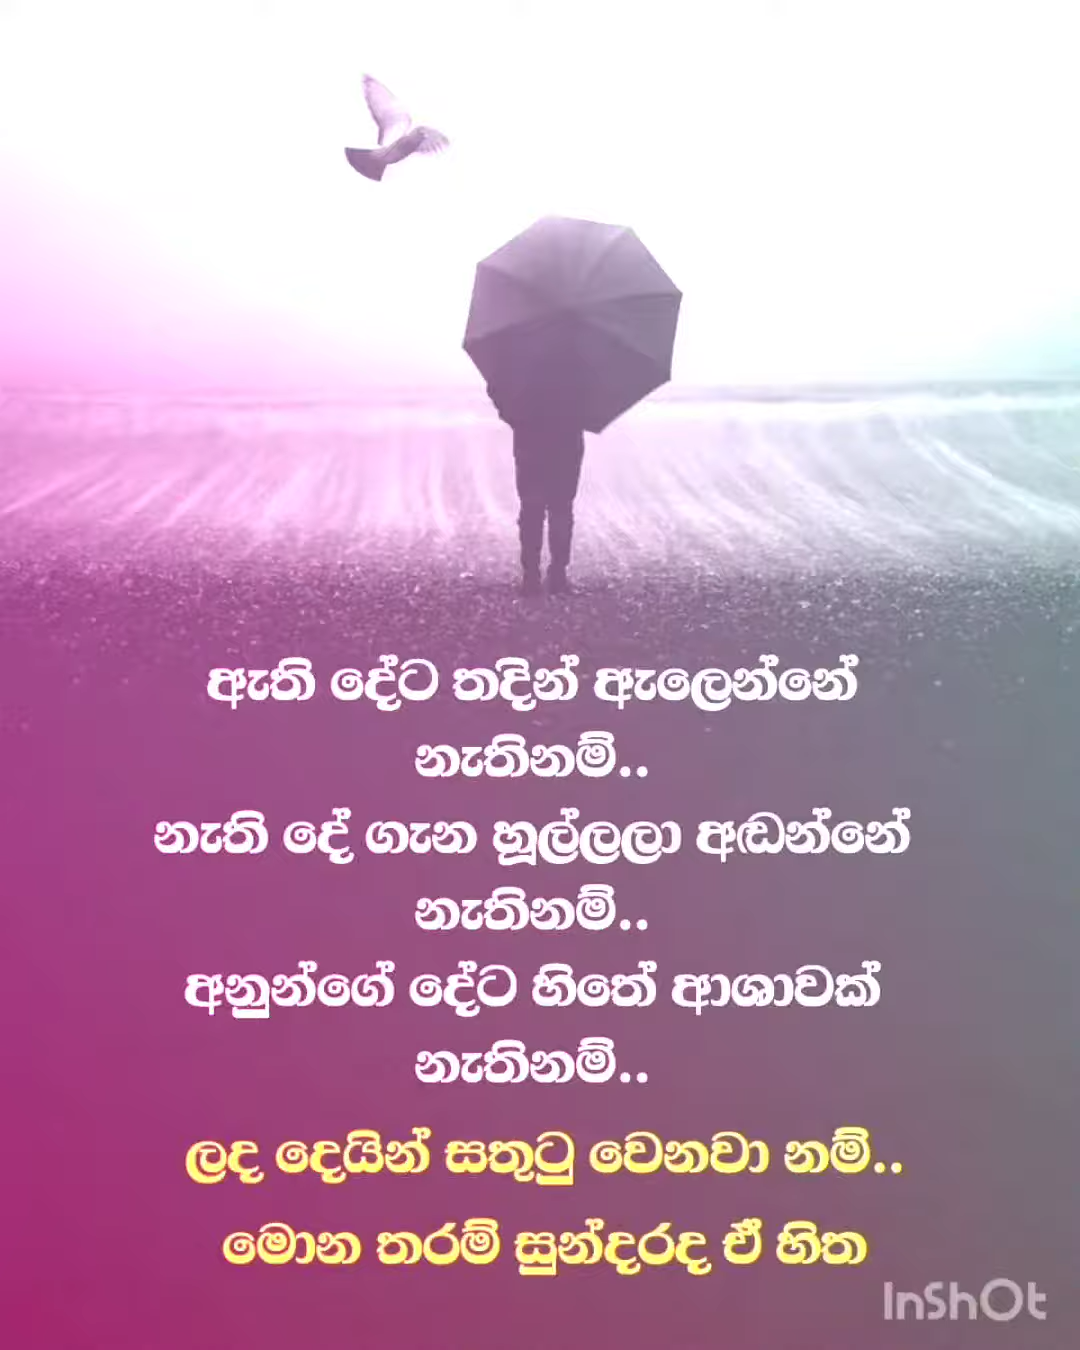 ඇති දේට තදින් ඇලෙන්නේ
නැතිනම්..
නැති දේ ගැන හූල්ලලා අඬන්නේ
නැතිනම්..
අනුන්ගේ දේට හිතේ ආශාවක්
නැතිනම්..
ලද දෙයින් සතුටු වෙනවා නම්..
මොන තරම් සුන්දරද ඒ හිත
InShOt